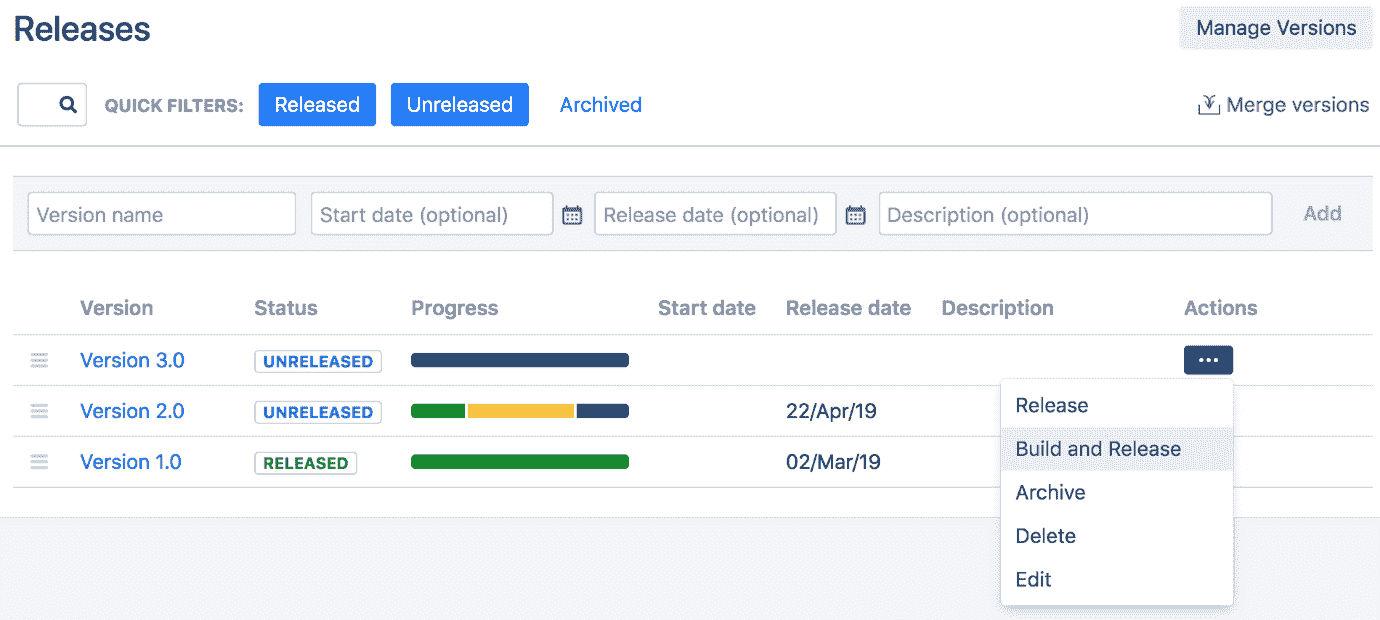 Releases
Manage Versions
QUICK FILTERS: Released Unreleased Archived
Merge versions
Version name Start date (optional) Release date (optional) Description (optional) Add
Version Status Progress Start date Release date Description Actions
Version 3.0 UNRELEASED
Version 2.0 UNRELEASED 22/Apr/19
Version 1.0 RELEASED 02/Mar/19
Release
Build and Release
Archive
Delete
Edit